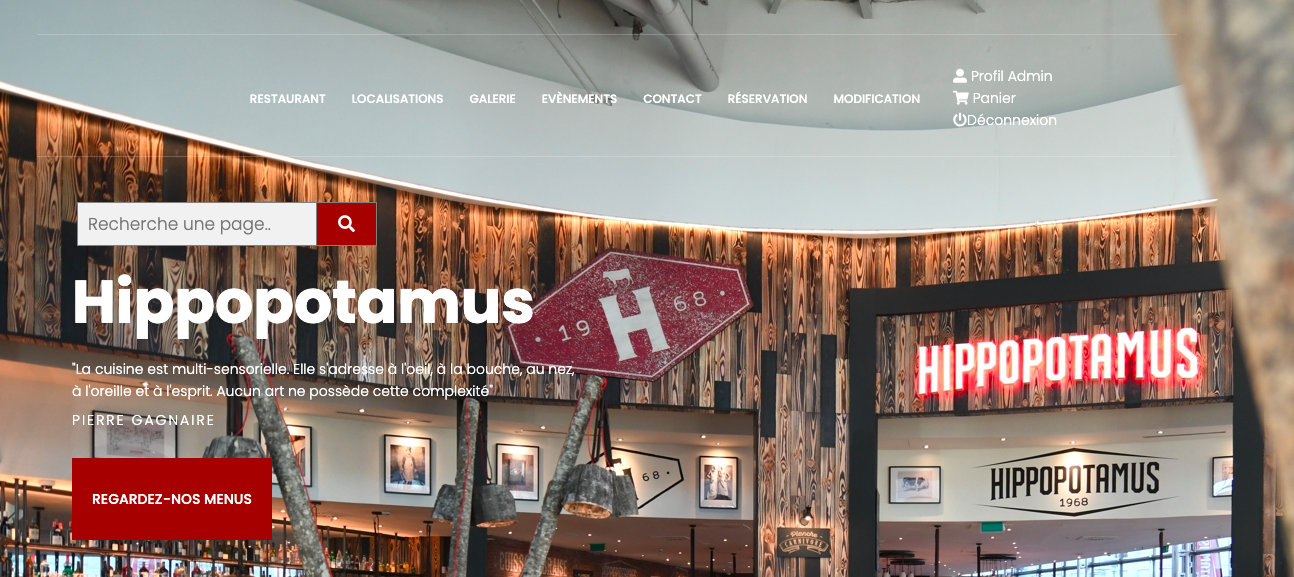 Profil Admin
RESTAURANT LOCALISATIONS GALERIE EVÈNEMENTS CONTACT RÉSERVATION MODIFICATION
Panier
Déconnexion
Recherche une page..
Hippopotamus
19 H 68
HIPPOPOTAMUS
"La cuisine est multi-sensorielle. Elle s'adresse à l'oeil, à la bouche, au nez,
à l'oreille et à l'esprit. Aucun art ne possède cette complexité"
PIERRE GAGNAIRE
68
HIPPOPOTAMUS
1968
REGARDEZ-NOS MENUS
Planche